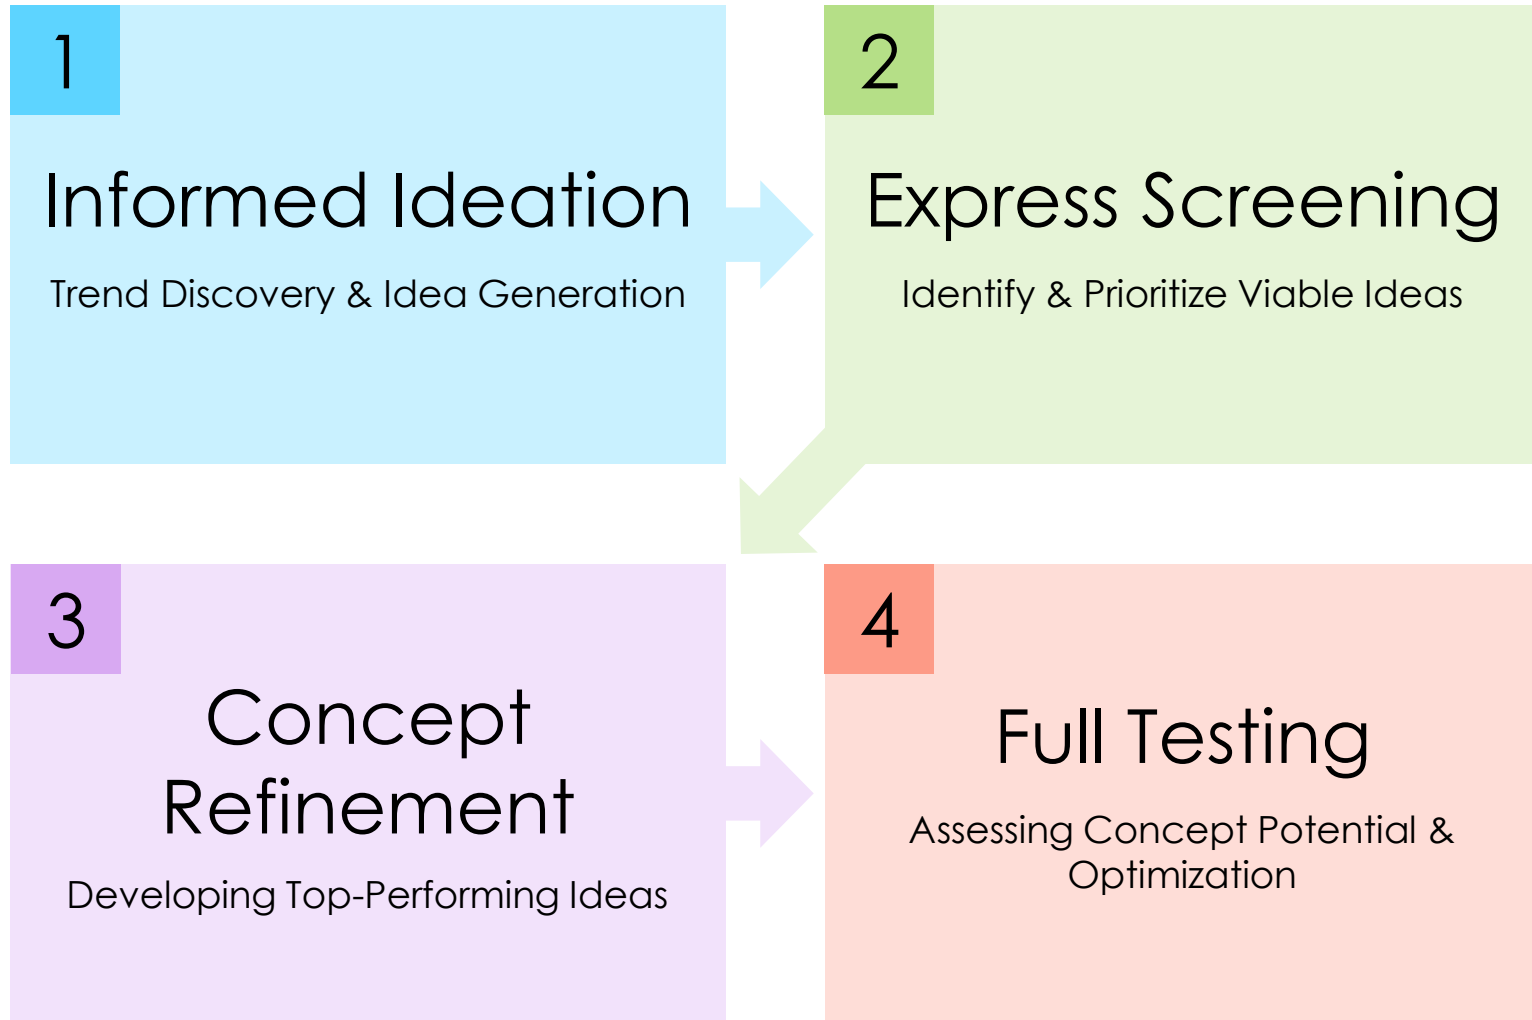 1
Informed Ideation
Trend Discovery & Idea Generation
2
Express Screening
Identify & Prioritize Viable Ideas
3
Concept
Refinement
Developing Top-Performing Ideas
4
Full Testing
Assessing Concept Potential &
Optimization